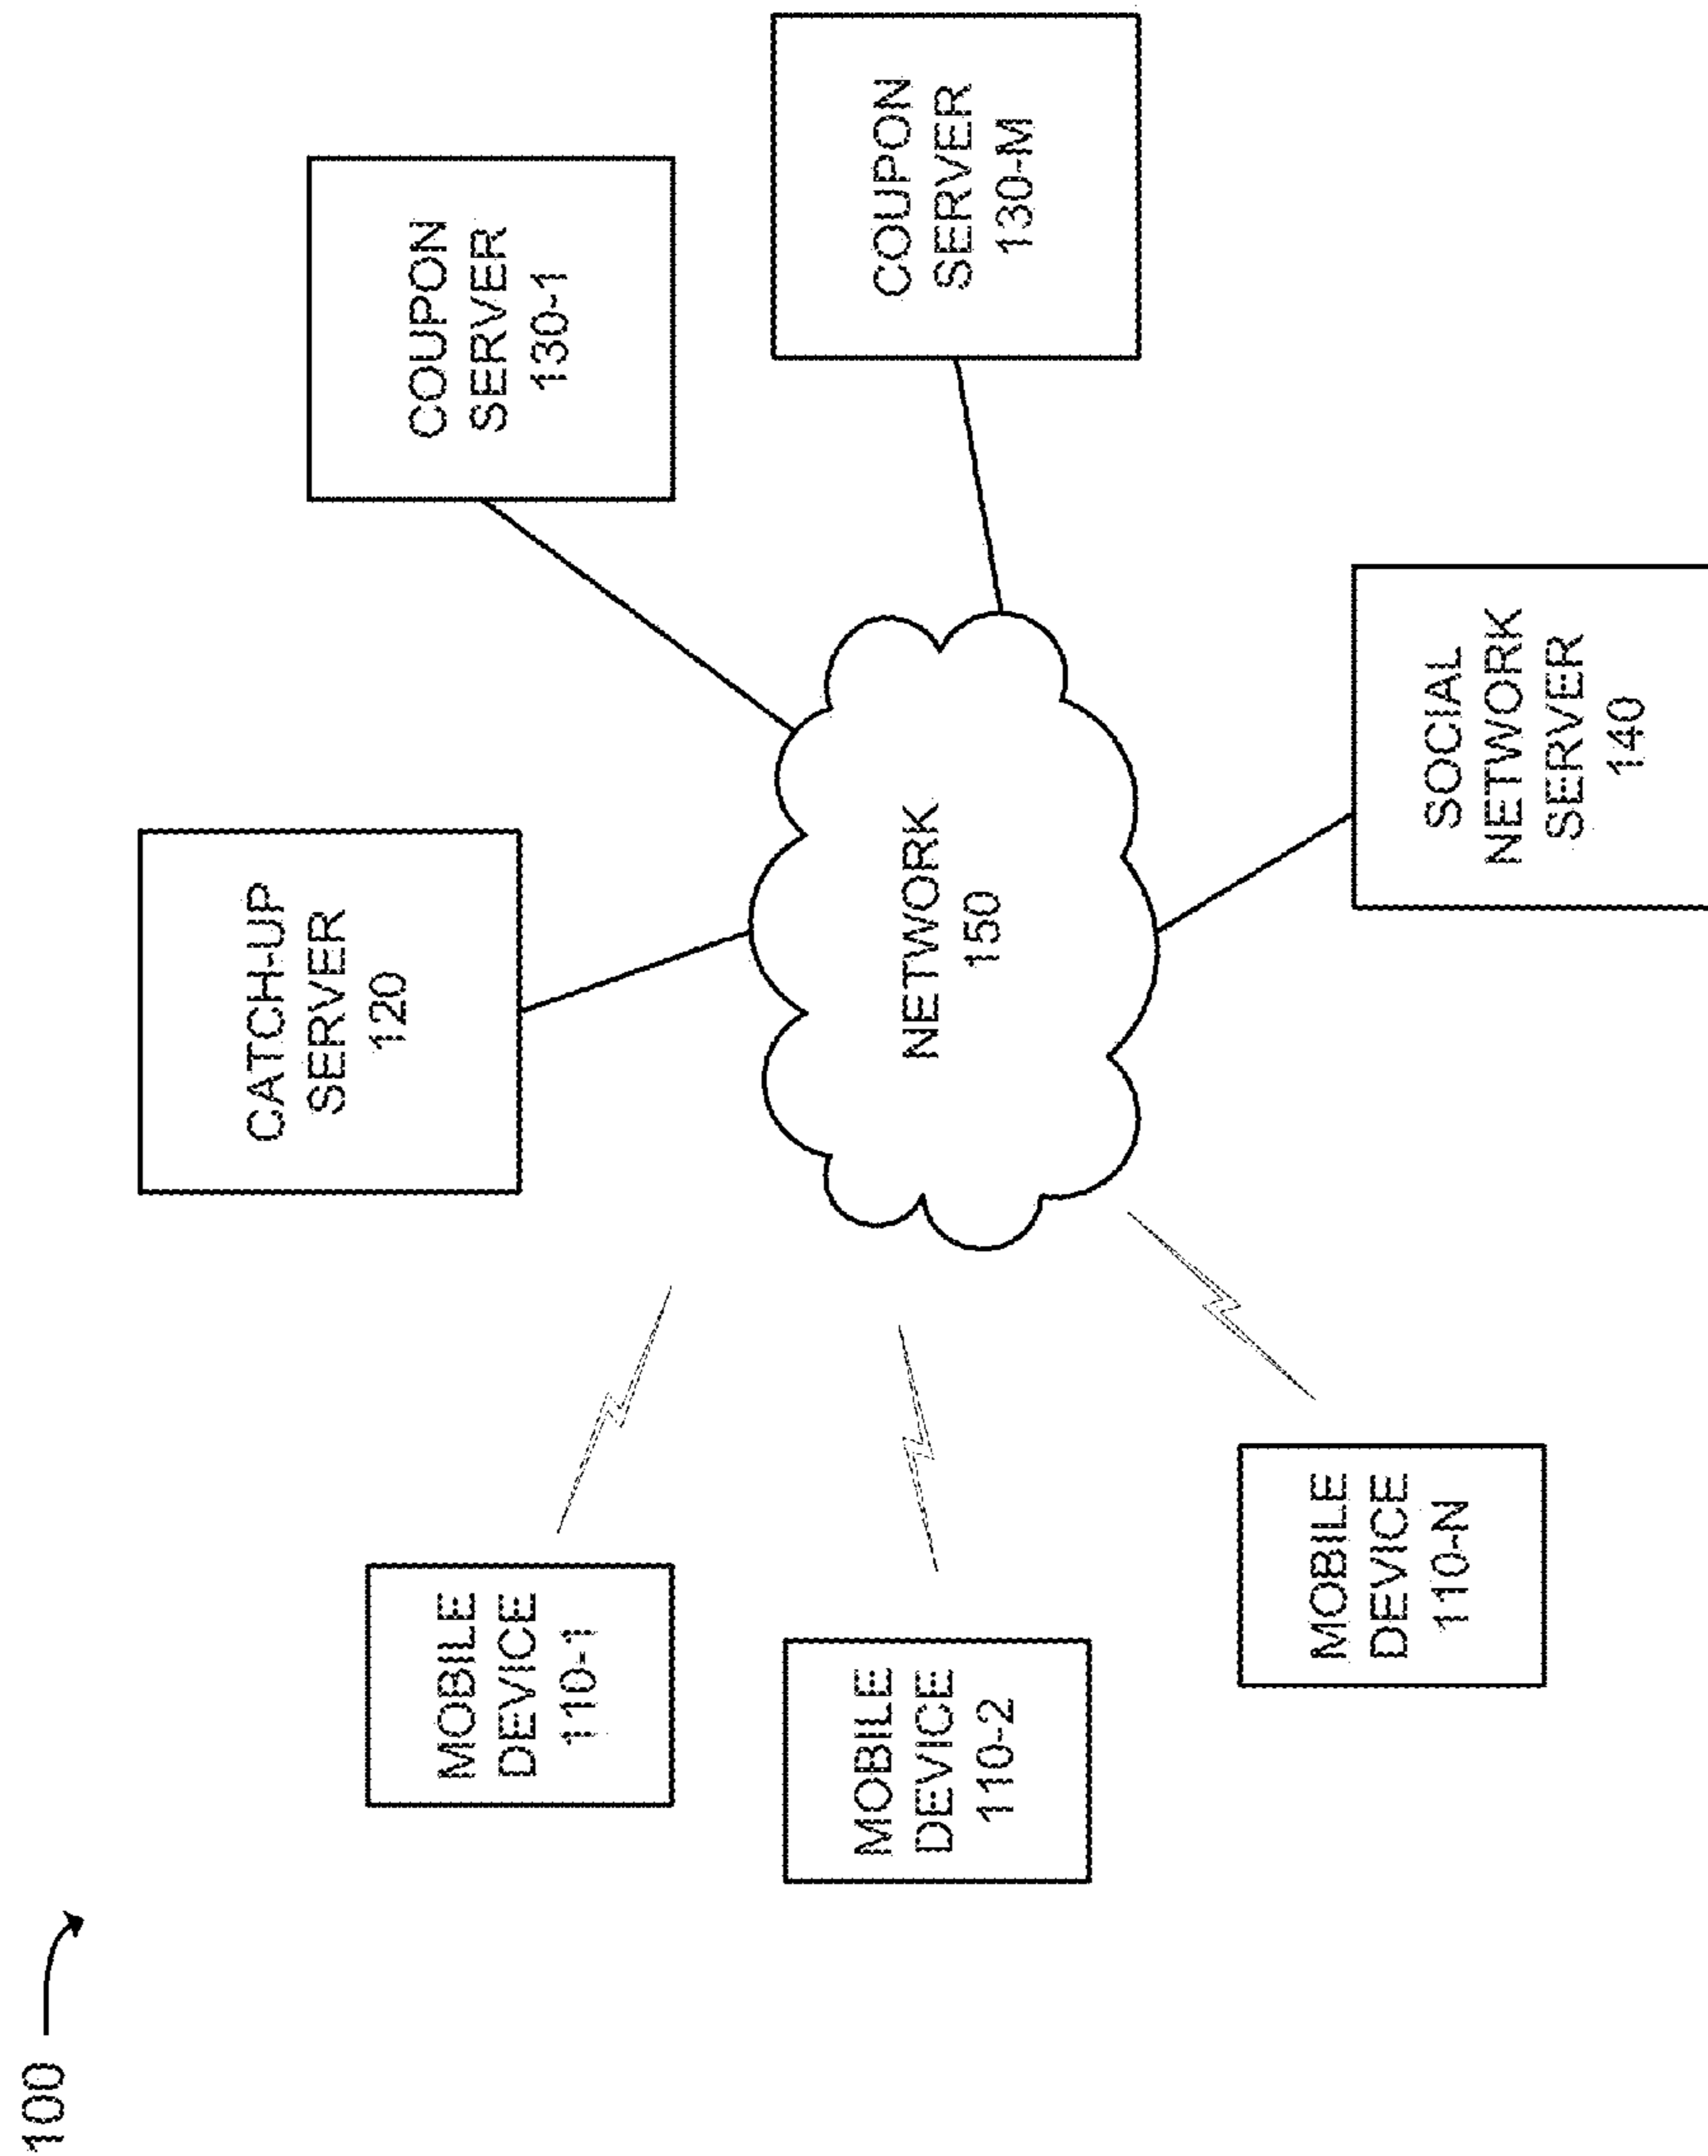 100
CATCH-UP
SERVER
120
COUPON
SERVER
130-1
MOBILE
DEVICE
110-1
NETWORK
150
COUPON
SERVER
130-M
MOBILE
DEVICE
110-2
MOBILE
DEVICE
110-N
SOCIAL
NETWORK
SERVER
140